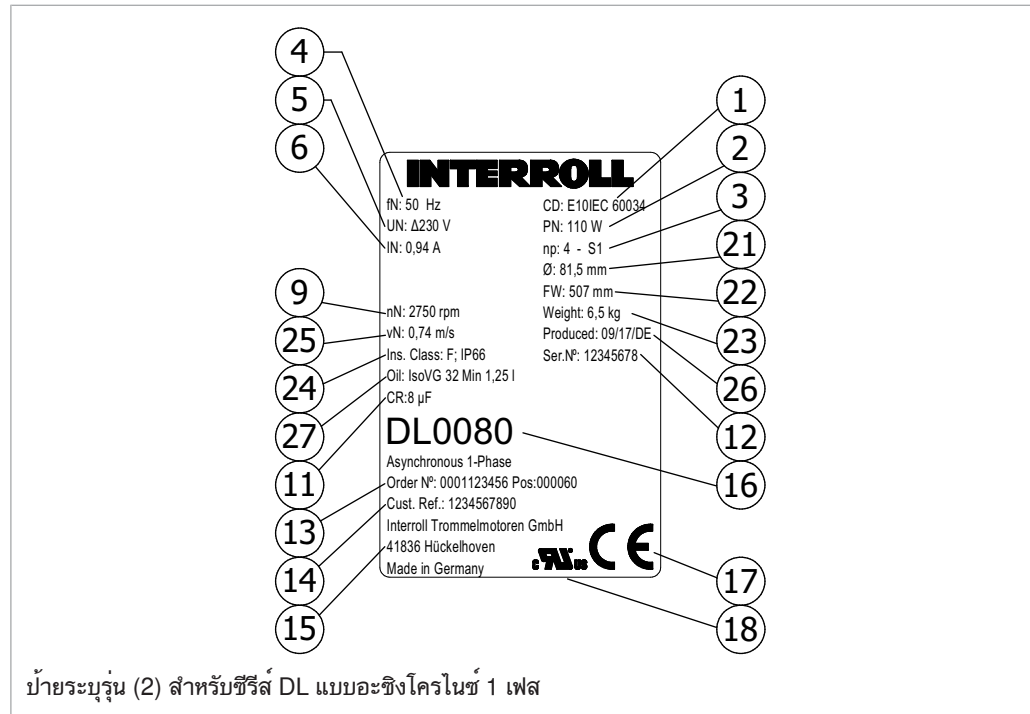 4
5
6
9
25
24
27
11
13
14
15
INTERROLL
fN: 50 Hz
UN: Δ230 V
IN: 0,94 A
nN: 2750 rpm
vN: 0,74 m/s
Ins. Class: F; IP66
Oil: IsoVG 32 Min 1,25 l
CR:8 µF
CD: E10IEC 60034
PN: 110 W
np: 4 - S1
Ø: 81,5 mm
FW: 507 mm
Weight: 6,5 kg
Produced: 09/17/DE
Ser.Nº: 12345678
DL0080
Asynchronous 1-Phase
Order Nº: 0001123456 Pos:000060
Cust. Ref.: 1234567890
Interroll Trommelmotoren GmbH
41836 Hückelhoven
Made in Germany
c RU us CE
1
2
3
21
22
23
26
12
16
17
18
ป้ายระบุรุ่น (2) สำหรับซีรีส์ DL แบบอะซิงโครไนซ์ 1 เฟส